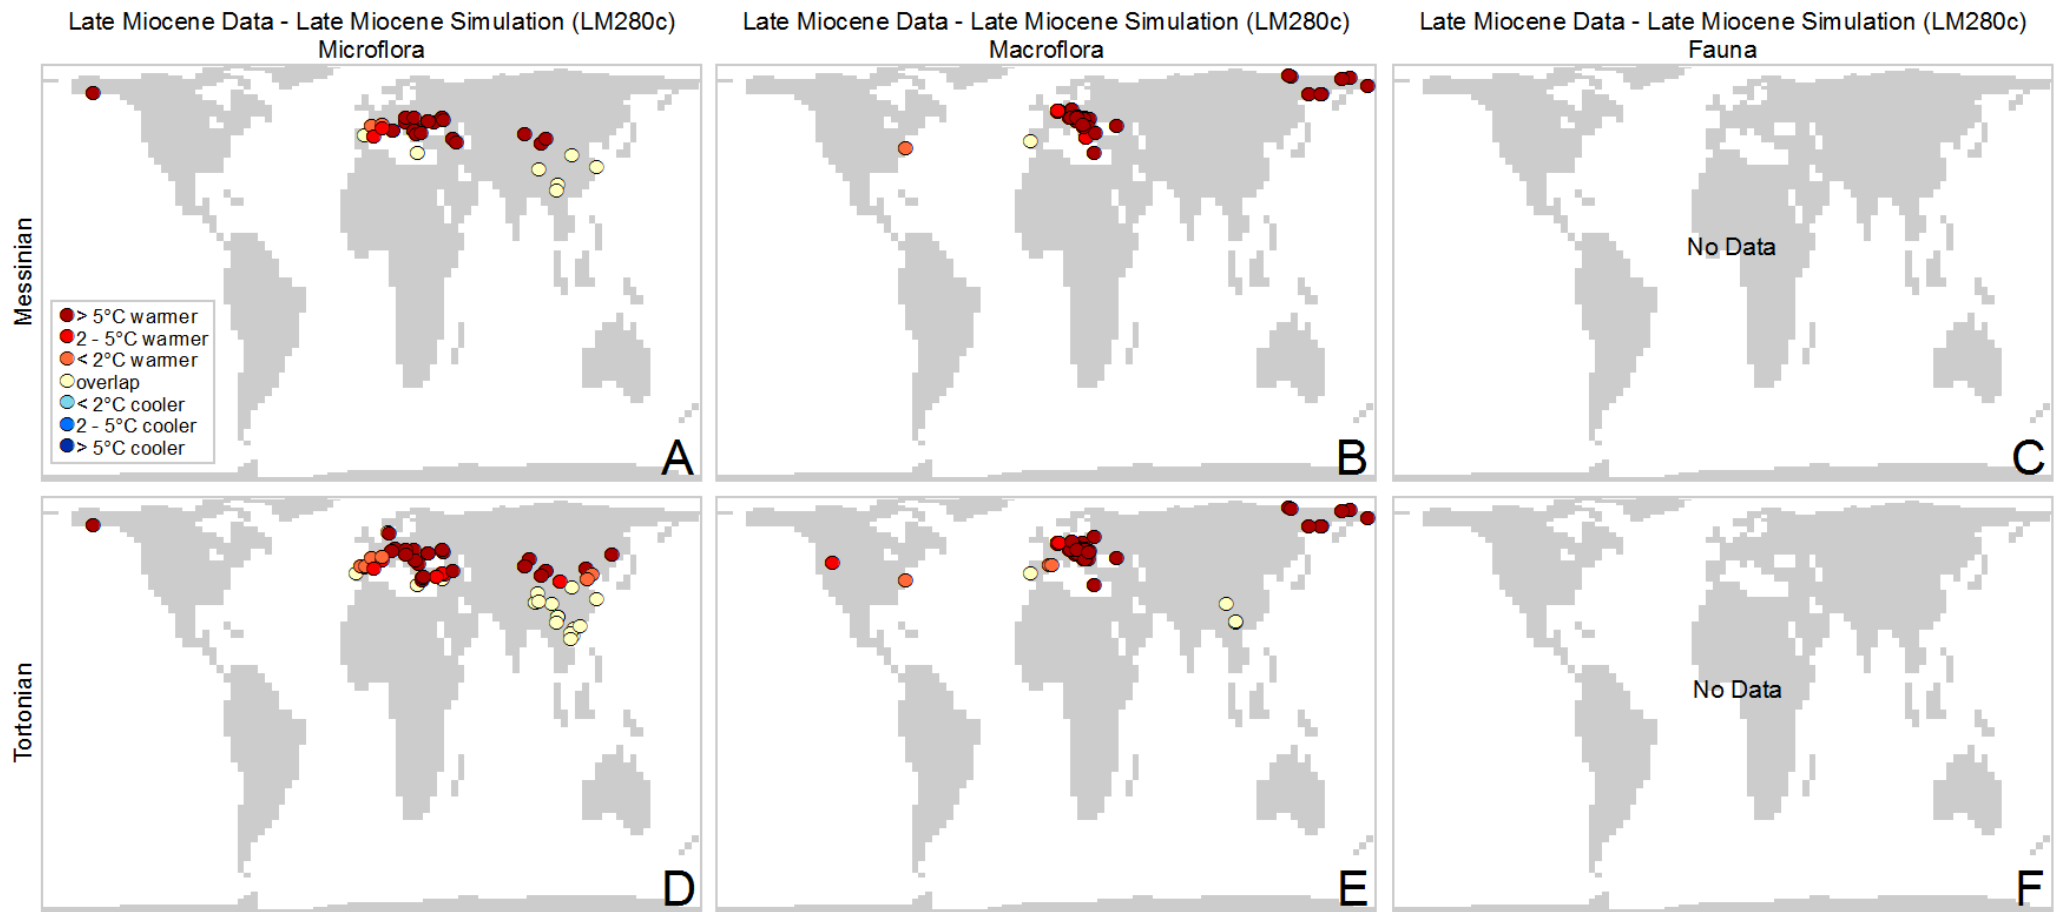 Late Miocene Data - Late Miocene Simulation (LM280c)
Microflora
Late Miocene Data - Late Miocene Simulation (LM280c)
Macroflora
Late Miocene Data - Late Miocene Simulation (LM280c)
Fauna
Messinian
> 5°C warmer
2 - 5°C warmer
< 2°C warmer
overlap
< 2°C cooler
2 - 5°C cooler
> 5°C cooler
A
B
No Data
C
Tortonian
D
E
No Data
F